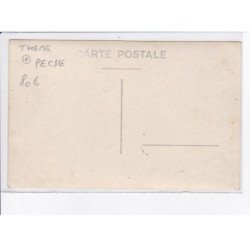 THEME
CARTE POSTALE
+ PECHE
80€